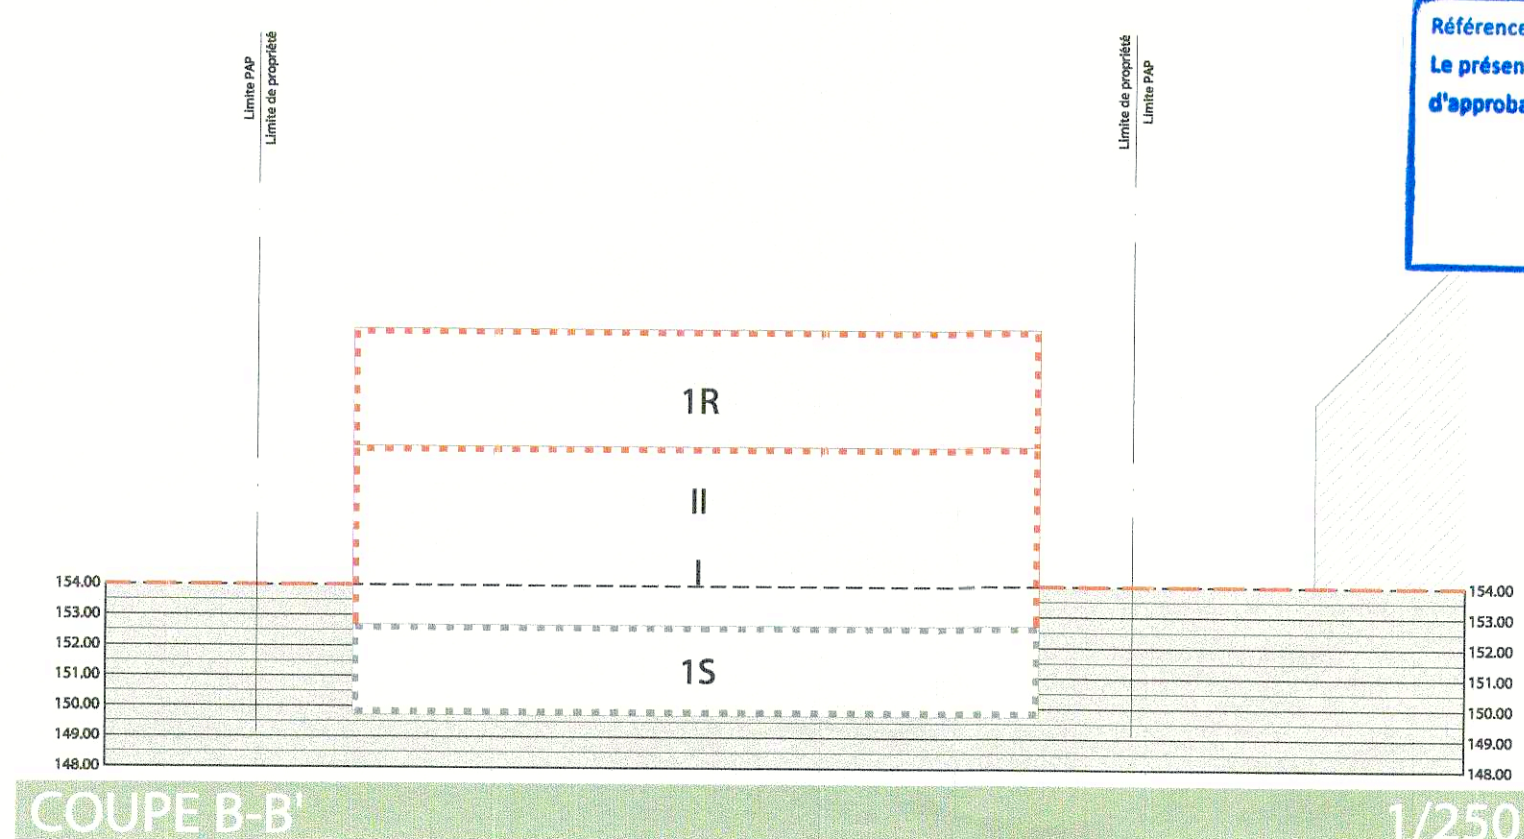 Limite PAP
Limite de propriété
Limite de propriété
Limite PAP
Référence
Le présen
d'approba
1R
II
I
1S
154.00
153.00
152.00
151.00
150.00
149.00
148.00
154.00
153.00
152.00
151.00
150.00
149.00
148.00
COUPE B-B'
1/250